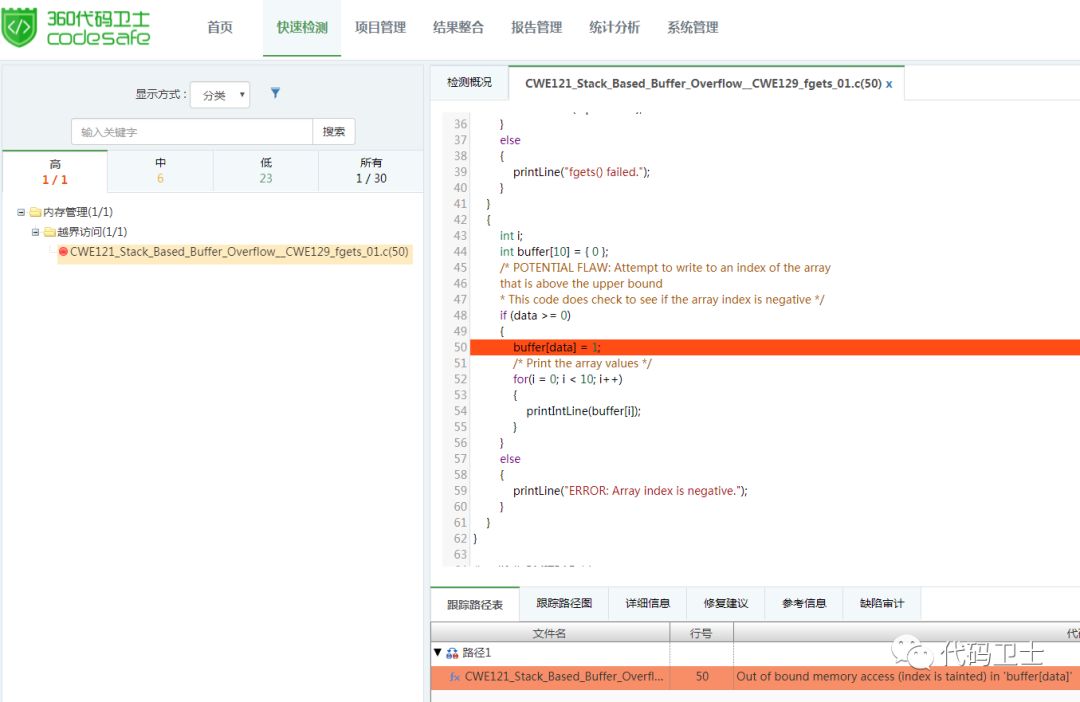 360代码卫士
codesafe
首页
快速检测
项目管理
结果整合
报告管理
统计分析
系统管理
显示方式：
分类
输入关键字
搜索
高
1 / 1
中
6
低
23
所有
1 / 30
内存管理(1/1)
越界访问(1/1)
CWE121_Stack_Based_Buffer_Overflow__CWE129_fgets_01.c(50)
检测概况
CWE121_Stack_Based_Buffer_Overflow__CWE129_fgets_01.c(50) x
36 }
37 else
38 {
39 printLine("fgets() failed.");
40 }
41 }
42 {
43 int i;
44 int buffer[10] = { 0 };
45 /* POTENTIAL FLAW: Attempt to write to an index of the array
46 that is above the upper bound
47 * This code does check to see if the array index is negative */
48 if (data >= 0)
49 {
50 buffer[data] = 1;
51 /* Print the array values */
52 for(i = 0; i < 10; i++)
53 {
54 printIntLine(buffer[i]);
55 }
56 }
57 else
58 {
59 printLine("ERROR: Array index is negative.");
60 }
61 }
62 }
63
跟踪路径表
跟踪路径图
详细信息
修复建议
参考信息
缺陷审计
文件名
行号
路径1
fx CWE121_Stack_Based_Buffer_Overfl...
50
Out of bound memory access (index is tainted) in 'buffer[data]'
代码卫士